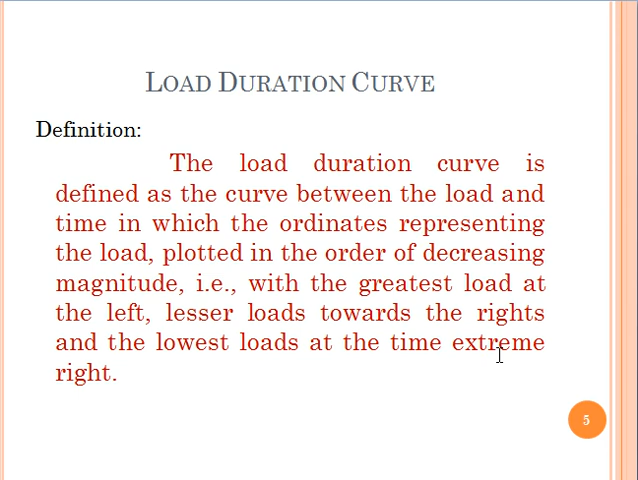 LOAD DURATION CURVE
Definition:
The load duration curve is
defined as the curve between the load and
time in which the ordinates representing
the load, plotted in the order of decreasing
magnitude, i.e., with the greatest load at
the left, lesser loads towards the rights
and the lowest loads at the time extreme
right.
5